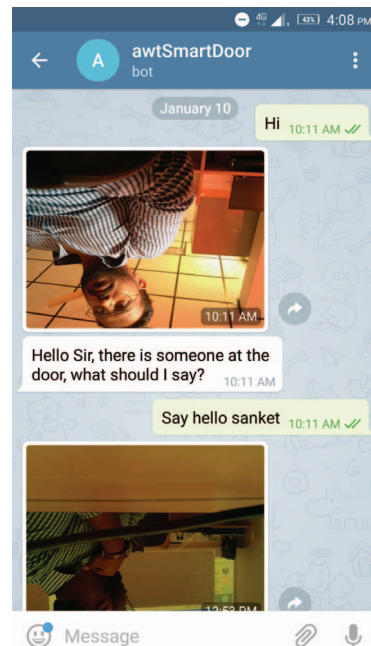 4G 43% 4:08 PM
A
awtSmartDoor
bot
January 10
Hi 10:11 AM
10:11 AM
Hello Sir, there is someone at the
door, what should I say? 10:11 AM
Say hello sanket 10:11 AM
12:53 PM
Message